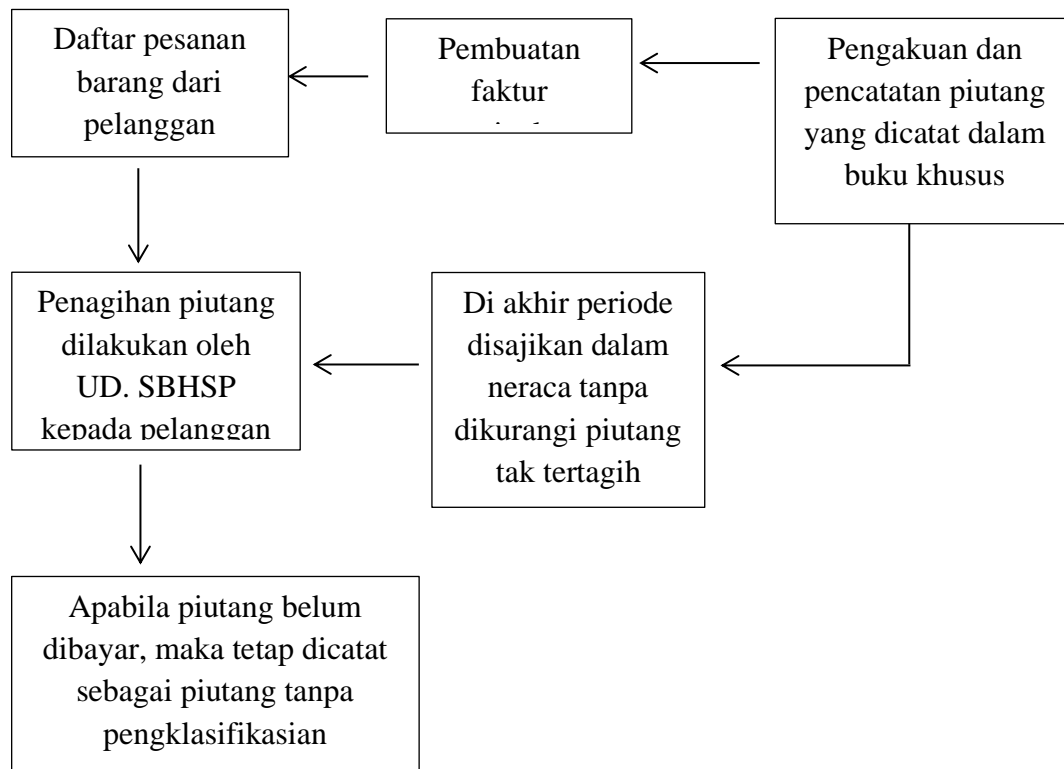 Daftar pesanan
barang dari
pelanggan
Pembuatan
faktur
Pengakuan dan
pencatatan piutang
yang dicatat dalam
buku khusus
Penagihan piutang
dilakukan oleh
UD. SBHSP
kepada pelanggan
Di akhir periode
disajikan dalam
neraca tanpa
dikurangi piutang
tak tertagih
Apabila piutang belum
dibayar, maka tetap dicatat
sebagai piutang tanpa
pengklasifikasian